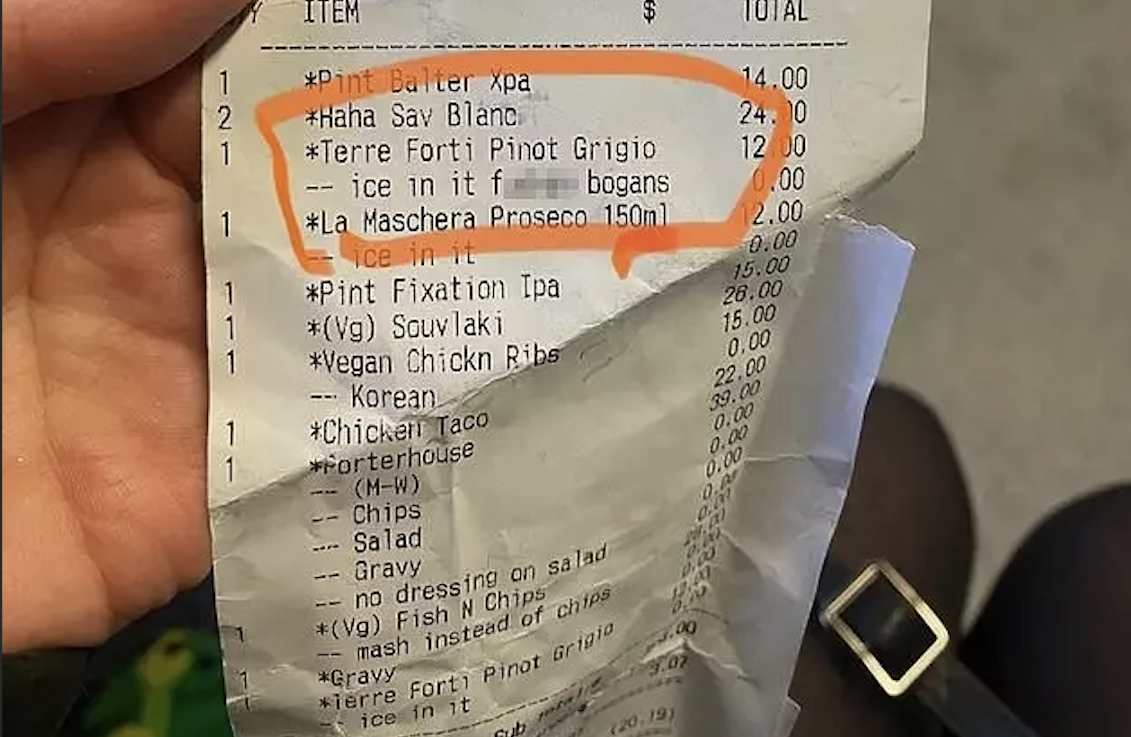 ITEM $ TOTAL
1 *Pint Balter Xpa 14.00
2 *Haha Sav Blanc 24.00
1 *Terre Forti Pinot Grigio 12.00
-- ice in it f bogans 0.00
1 *La Maschera Proseco 150ml 12.00
-- ice in it 0.00
1 *Pint Fixation Ipa 15.00
1 *(Vg) Souvlaki 26.00
1 *Vegan Chickn Ribs 15.00
-- Korean 0.00
1 *Chicken Taco 22.00
1 *Porterhouse 39.00
-- (M-W) 0.00
-- Chips 0.00
-- Salad 0.00
-- Gravy 0.00
-- no dressing on salad
1 *(Vg) Fish N Chips
-- mash instead of chips
1 *Gravy
1 *Terre Forti Pinot Grigio
-- ice in it
Sub
(20.19)